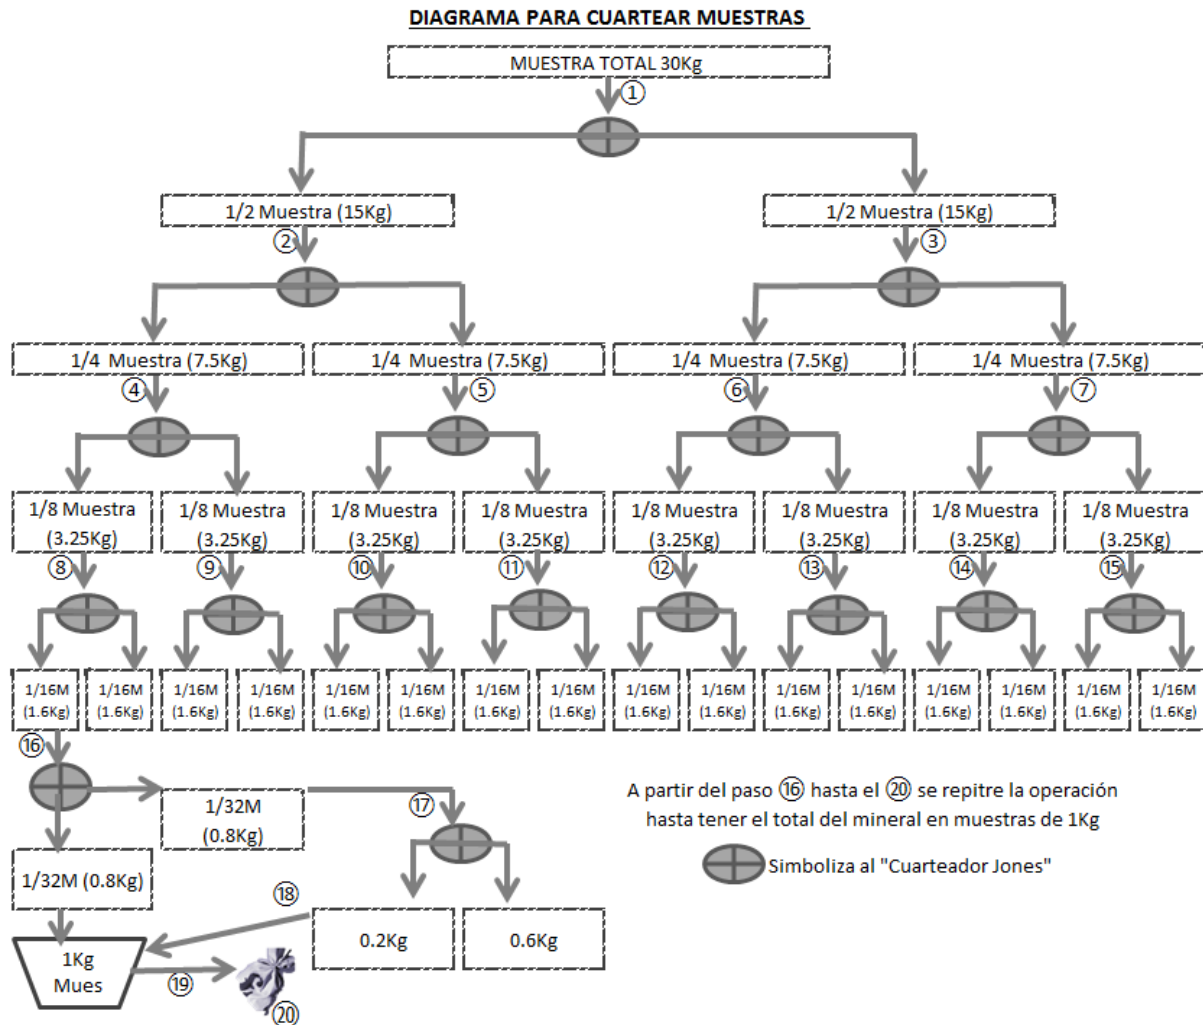 DIAGRAMA PARA CUARTEAR MUESTRAS
MUESTRA TOTAL 30Kg
①
1/2 Muestra (15Kg)
1/2 Muestra (15Kg)
②
③
1/4 Muestra (7.5Kg)
1/4 Muestra (7.5Kg)
1/4 Muestra (7.5Kg)
1/4 Muestra (7.5Kg)
④
⑤
⑥
⑦
1/8 Muestra
(3.25Kg)
1/8 Muestra
(3.25Kg)
1/8 Muestra
(3.25Kg)
1/8 Muestra
(3.25Kg)
1/8 Muestra
(3.25Kg)
1/8 Muestra
(3.25Kg)
1/8 Muestra
(3.25Kg)
1/8 Muestra
(3.25Kg)
⑧
⑨
⑩
⑪
⑫
⑬
⑭
⑮
1/16M
(1.6Kg)
1/16M
(1.6Kg)
1/16M
(1.6Kg)
1/16M
(1.6Kg)
1/16M
(1.6Kg)
1/16M
(1.6Kg)
1/16M
(1.6Kg)
1/16M
(1.6Kg)
1/16M
(1.6Kg)
1/16M
(1.6Kg)
1/16M
(1.6Kg)
1/16M
(1.6Kg)
1/16M
(1.6Kg)
1/16M
(1.6Kg)
1/16M
(1.6Kg)
1/16M
(1.6Kg)
⑯
1/32M
(0.8Kg)
⑰
A partir del paso ⑯ hasta el ⑳ se repitre la operación
hasta tener el total del mineral en muestras de 1Kg
Simboliza al "Cuarteador Jones"
1/32M (0.8Kg)
⑱
0.2Kg
0.6Kg
1Kg
Mues
⑲
⑳